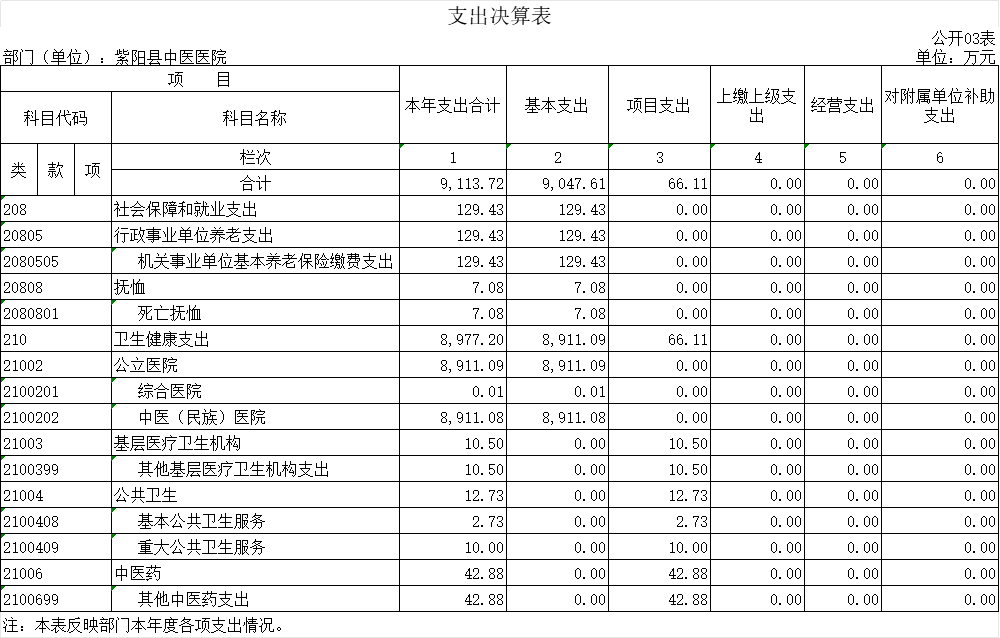 支出决算表
公开03表
部门（单位）：紫阳县中医医院 单位：万元
项 目 本年支出合计 基本支出 项目支出 上缴上级支出 经营支出 对附属单位补助支出
科目代码 科目名称
类 款 项 栏次 1 2 3 4 5 6
合计 9,113.72 9,047.61 66.11 0.00 0.00 0.00
208 社会保障和就业支出 129.43 129.43 0.00 0.00 0.00 0.00
20805 行政事业单位养老支出 129.43 129.43 0.00 0.00 0.00 0.00
2080505 机关事业单位基本养老保险缴费支出 129.43 129.43 0.00 0.00 0.00 0.00
20808 抚恤 7.08 7.08 0.00 0.00 0.00 0.00
2080801 死亡抚恤 7.08 7.08 0.00 0.00 0.00 0.00
210 卫生健康支出 8,977.20 8,911.09 66.11 0.00 0.00 0.00
21002 公立医院 8,911.09 8,911.09 0.00 0.00 0.00 0.00
2100201 综合医院 0.01 0.01 0.00 0.00 0.00 0.00
2100202 中医（民族）医院 8,911.08 8,911.08 0.00 0.00 0.00 0.00
21003 基层医疗卫生机构 10.50 0.00 10.50 0.00 0.00 0.00
2100399 其他基层医疗卫生机构支出 10.50 0.00 10.50 0.00 0.00 0.00
21004 公共卫生 12.73 0.00 12.73 0.00 0.00 0.00
2100408 基本公共卫生服务 2.73 0.00 2.73 0.00 0.00 0.00
2100409 重大公共卫生服务 10.00 0.00 10.00 0.00 0.00 0.00
21006 中医药 42.88 0.00 42.88 0.00 0.00 0.00
2100699 其他中医药支出 42.88 0.00 42.88 0.00 0.00 0.00
注：本表反映部门本年度各项支出情况。